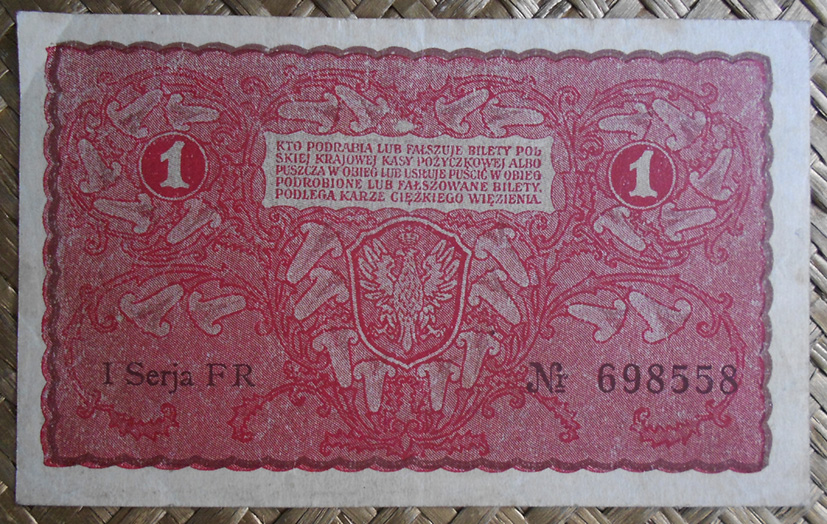 KTO PODRABIA LUB FAŁSZUJE BILETY POL
SKIEJ KRAJOWEJ KASY POŻYCZKOWEJ ALBO
PUSZCZA W OBIEG LUB USIŁUJE PUŚCIĆ W OBIEG
PODROBIONE LUB FAŁSZOWANE BILETY,
PODLEGA KARZE CIĘŻKIEGO WIĘZIENIA.
1
1
I Serja FR
Nr 698558